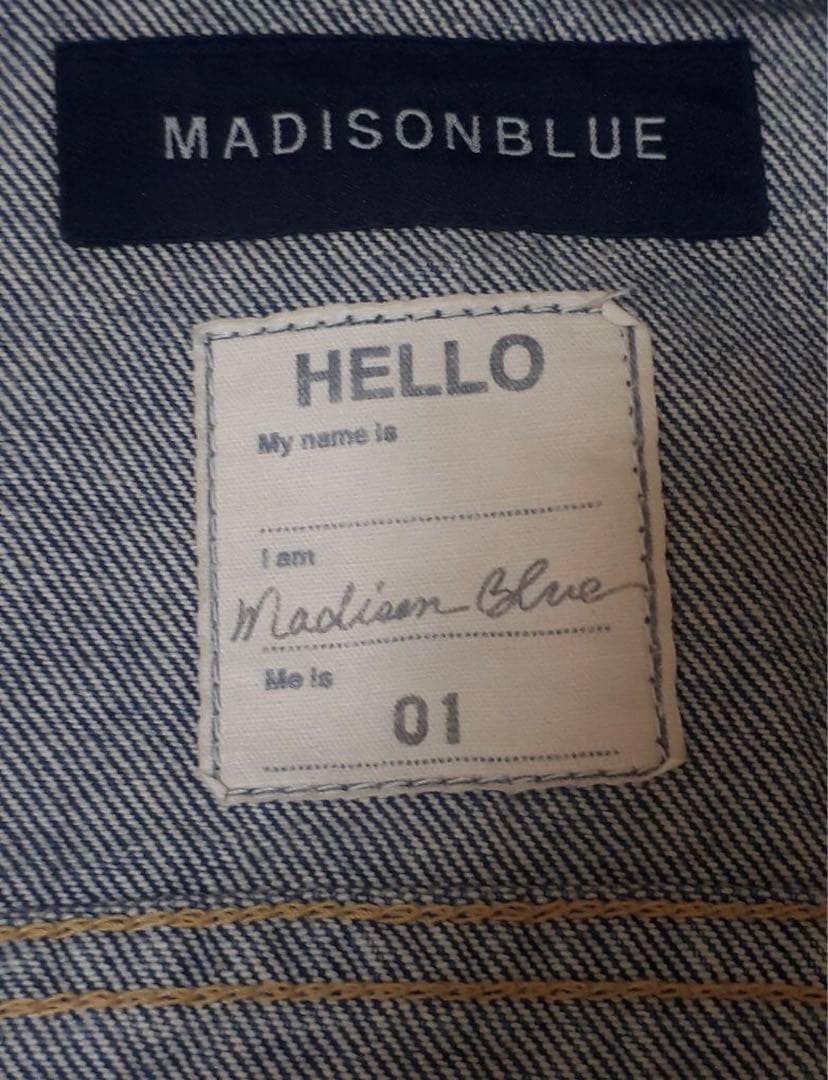 MADISONBLUE
HELLO
My name is
I am
Madison Blue
Me is
01